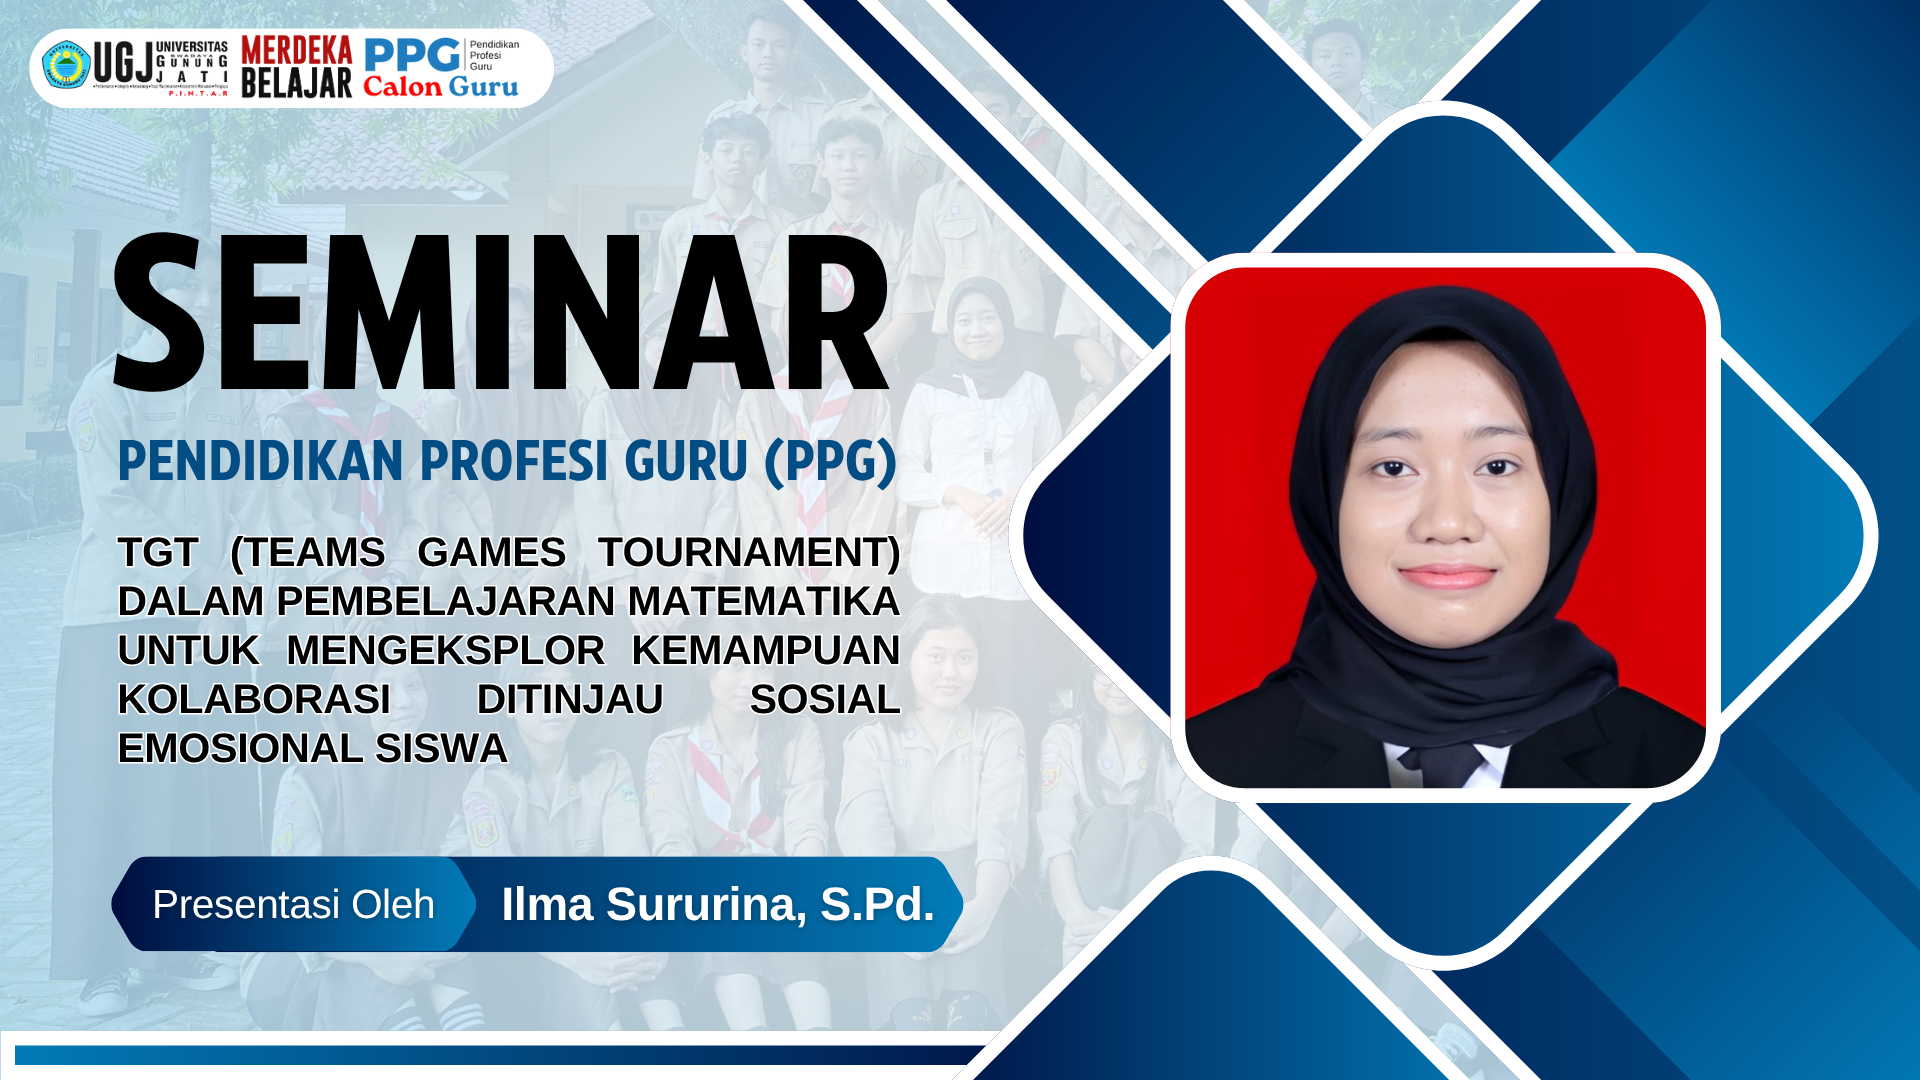 UGJ UNIVERSITAS
SWADAYA
GUNUNG
JATI
P.I.N.T.A.R
MERDEKA
BELAJAR
PPG Pendidikan
Profesi
Guru
Calon Guru
SEMINAR
PENDIDIKAN PROFESI GURU (PPG)
TGT (TEAMS GAMES TOURNAMENT)
DALAM PEMBELAJARAN MATEMATIKA
UNTUK MENGEKSPLOR KEMAMPUAN
KOLABORASI DITINJAU SOSIAL
EMOSIONAL SISWA
Presentasi Oleh Ilma Sururina, S.Pd.